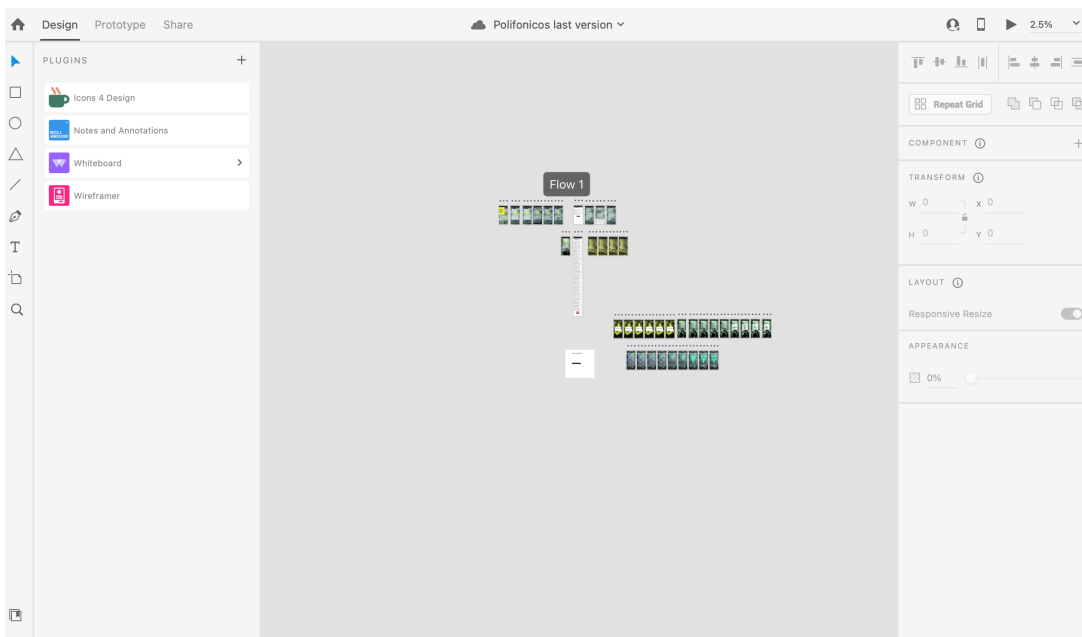 Design Prototype Share
Polifonicos last version
2.5%
PLUGINS
Icons 4 Design
Notes and Annotations
Whiteboard
Wireframer
T
Flow 1
Repeat Grid
COMPONENT
TRANSFORM
W 0 X 0
H 0 Y 0
LAYOUT
Responsive Resize
APPEARANCE
0%